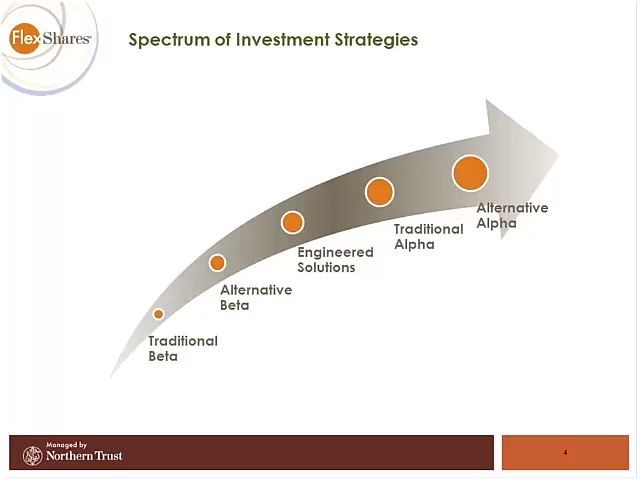 FlexShares®
Spectrum of Investment Strategies
Alternative
Alpha
Traditional
Alpha
Engineered
Solutions
Alternative
Beta
Traditional
Beta
Managed by
Northern Trust
4